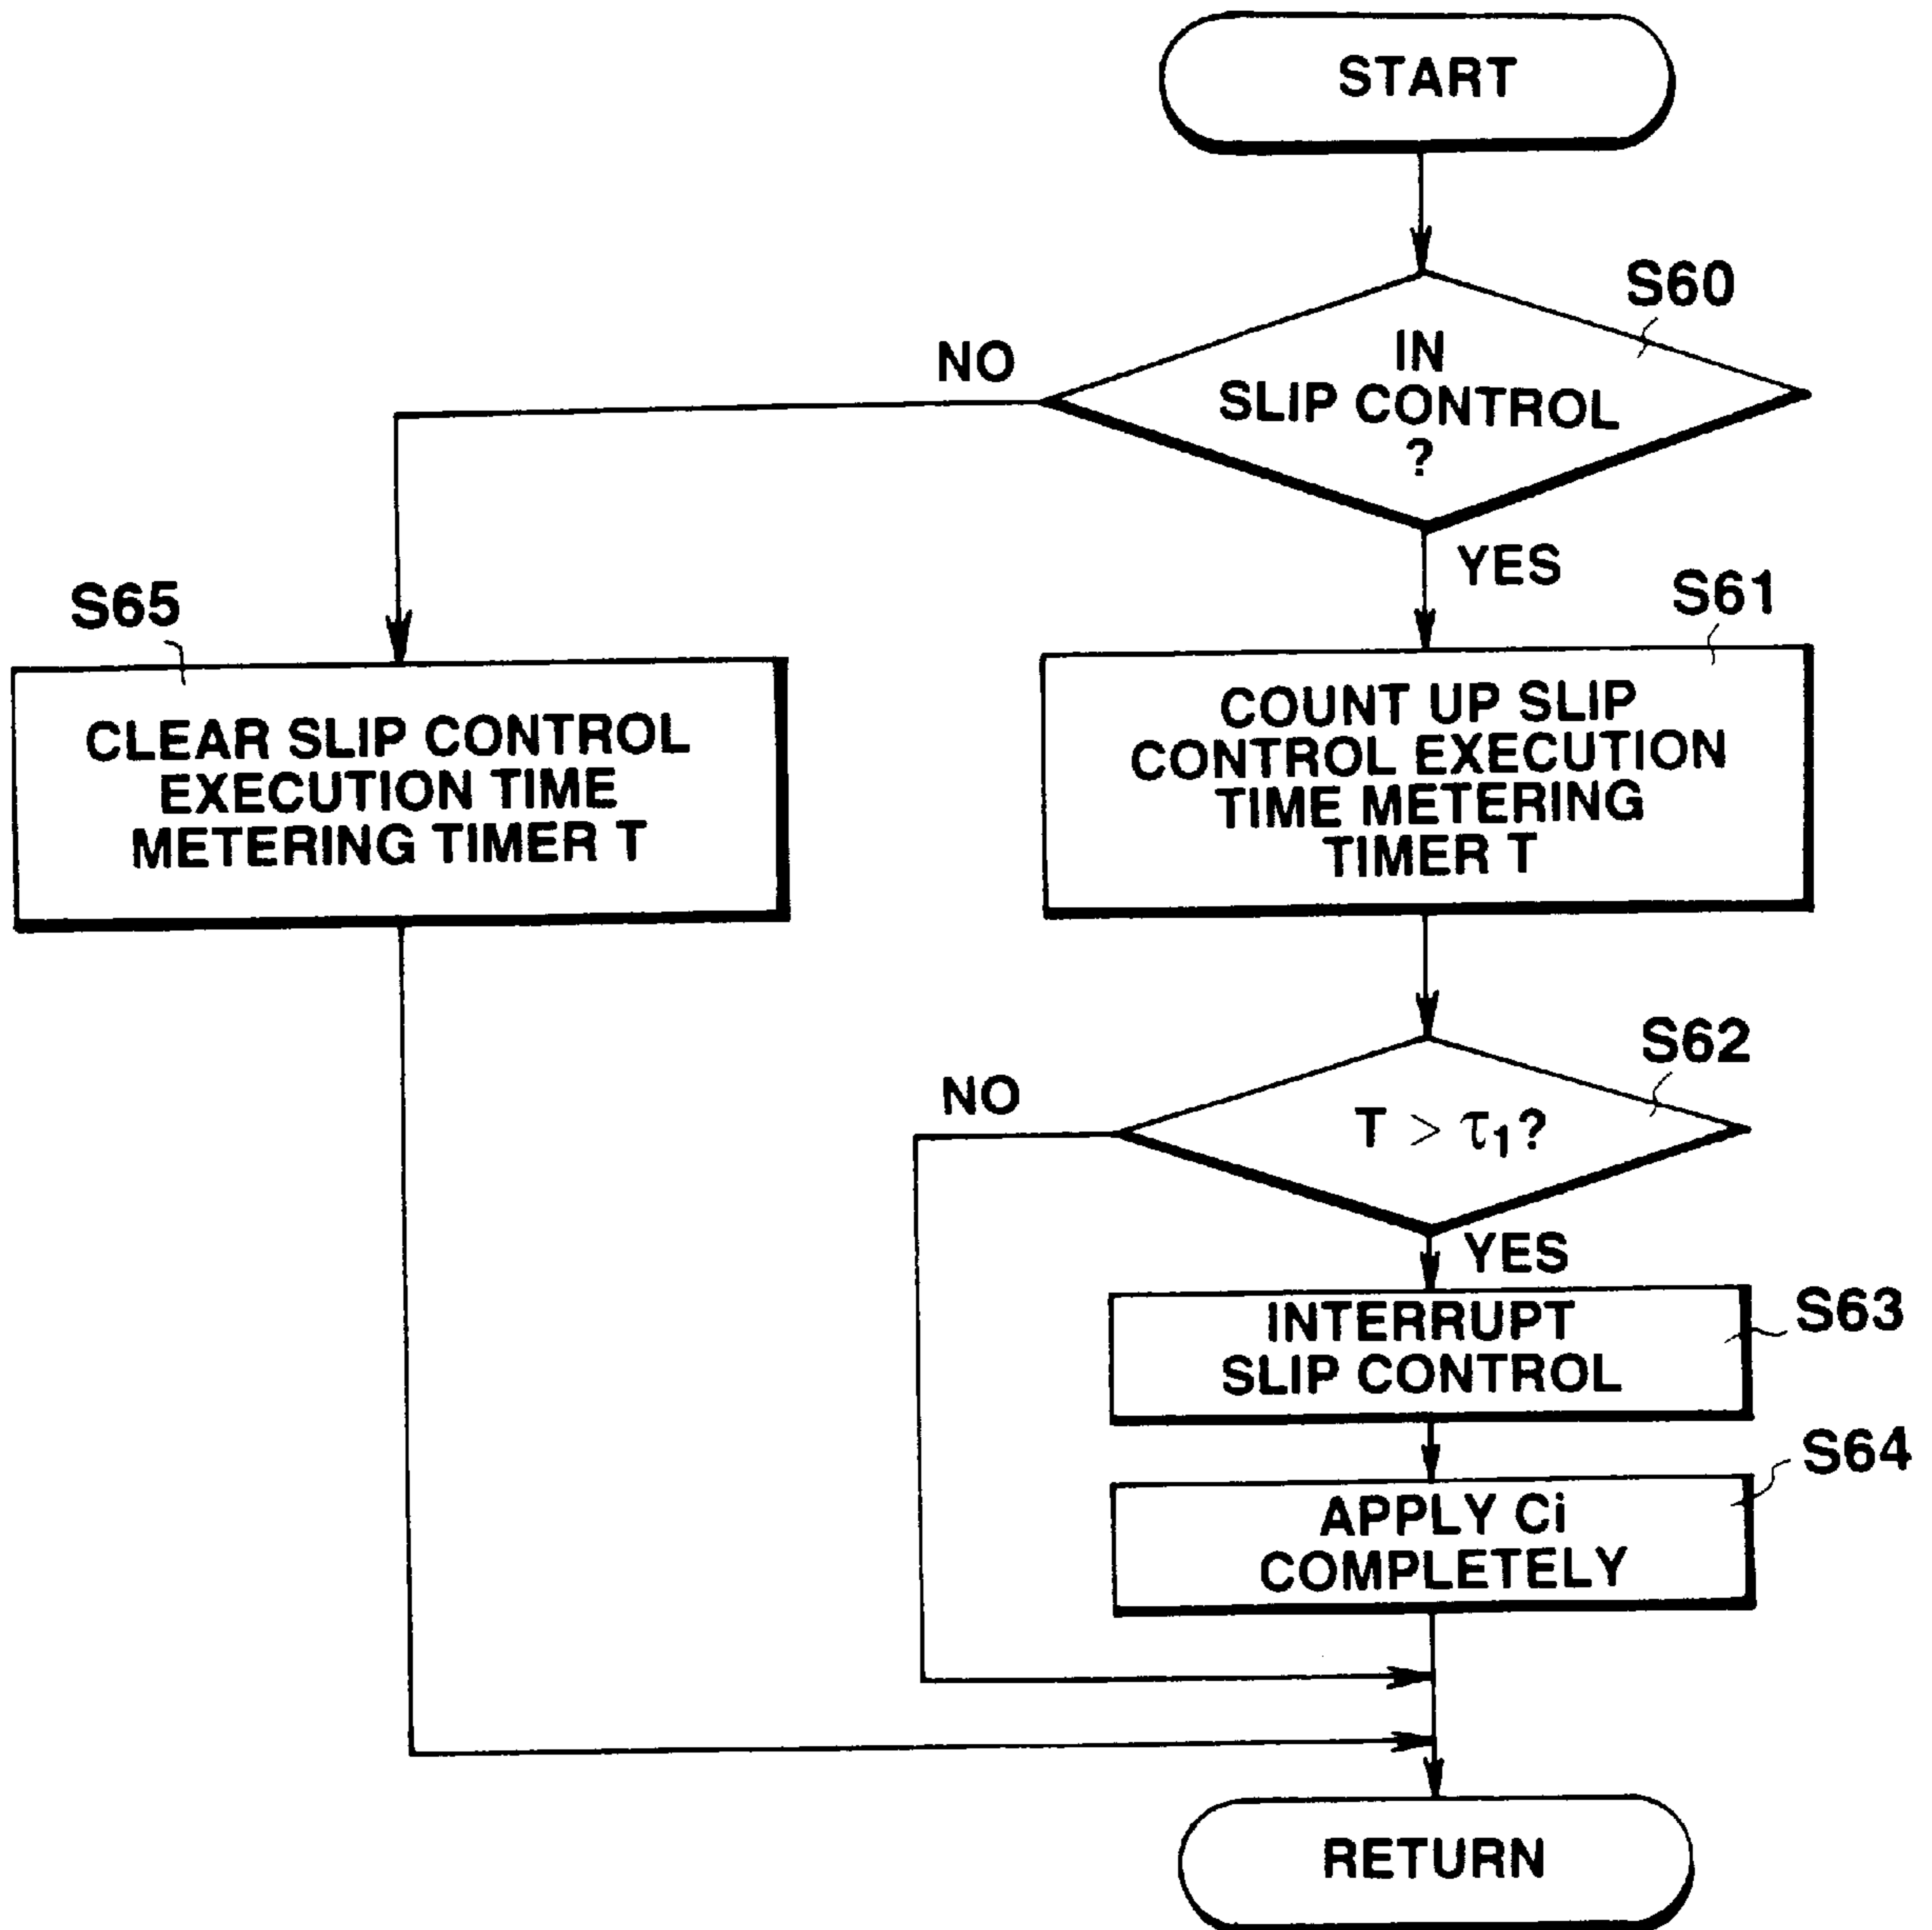 START
S60
IN
SLIP CONTROL
?
NO
YES
S65
CLEAR SLIP CONTROL
EXECUTION TIME
METERING TIMER T
S61
COUNT UP SLIP
CONTROL EXECUTION
TIME METERING
TIMER T
S62
NO
T > τ1?
YES
INTERRUPT
SLIP CONTROL
S63
APPLY Ci
COMPLETELY
S64
RETURN